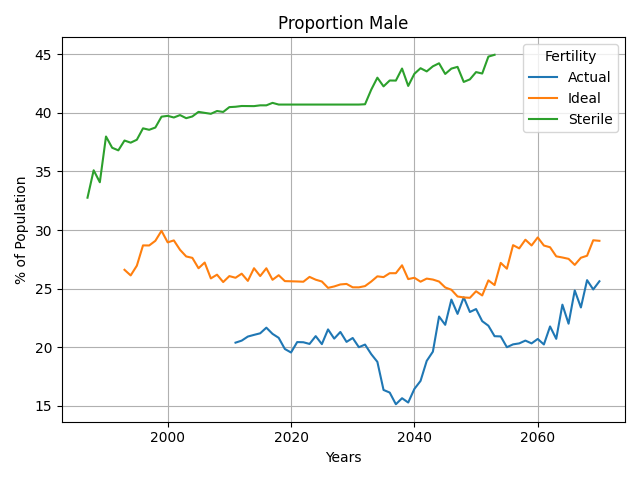 Proportion Male
Fertility
Actual
Ideal
Sterile
% of Population
45
40
35
30
25
20
15
2000
2020
2040
2060
Years